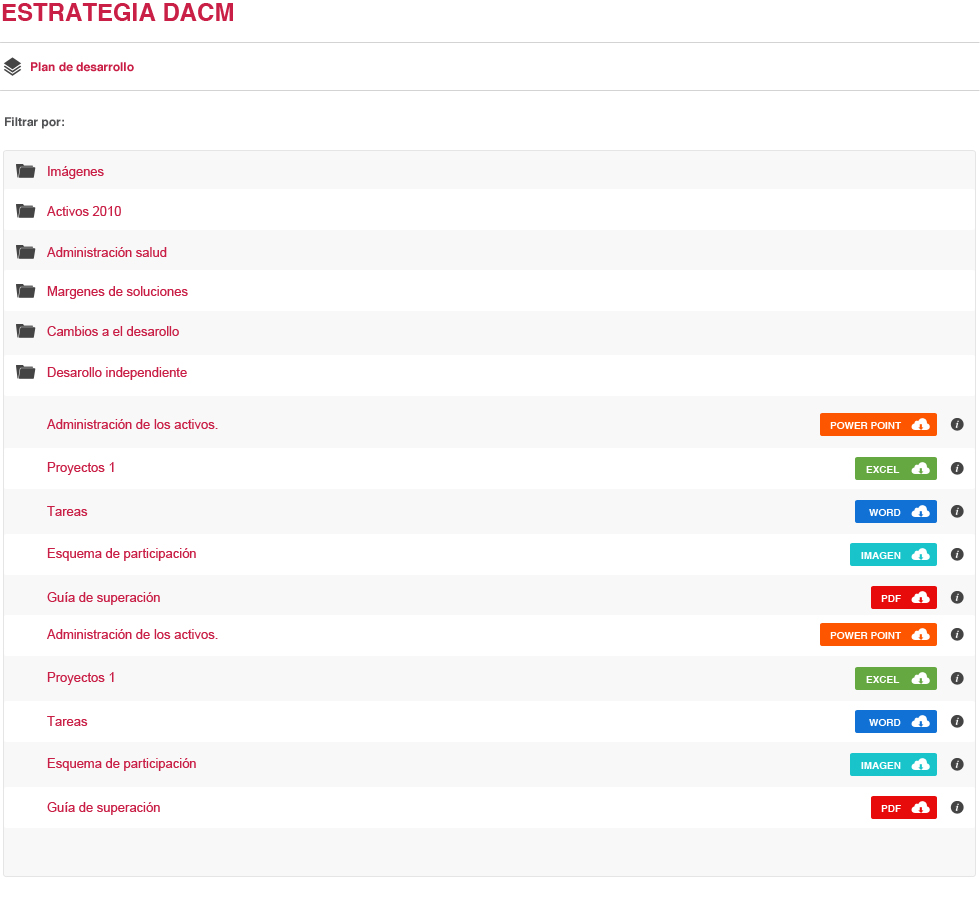 ESTRATEGIA DACM
Plan de desarrollo
Filtrar por:
Imágenes
Activos 2010
Administración salud
Margenes de soluciones
Cambios a el desarollo
Desarollo independiente
Administración de los activos. POWER POINT i
Proyectos 1 EXCEL i
Tareas WORD i
Esquema de participación IMAGEN i
Guía de superación PDF i
Administración de los activos. POWER POINT i
Proyectos 1 EXCEL i
Tareas WORD i
Esquema de participación IMAGEN i
Guía de superación PDF i